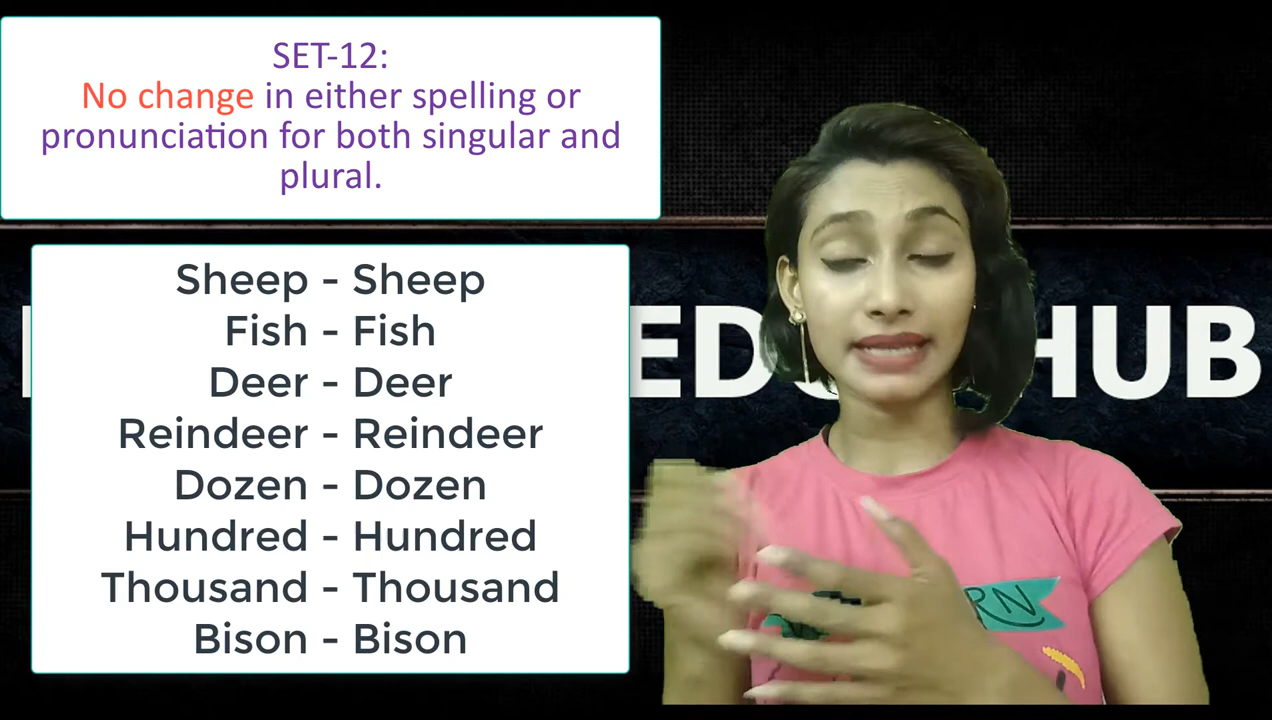 SET-12:
No change in either spelling or
pronunciation for both singular and
plural.
Sheep - Sheep
Fish - Fish
Deer - Deer
Reindeer - Reindeer
Dozen - Dozen
Hundred - Hundred
Thousand - Thousand
Bison - Bison
HUB